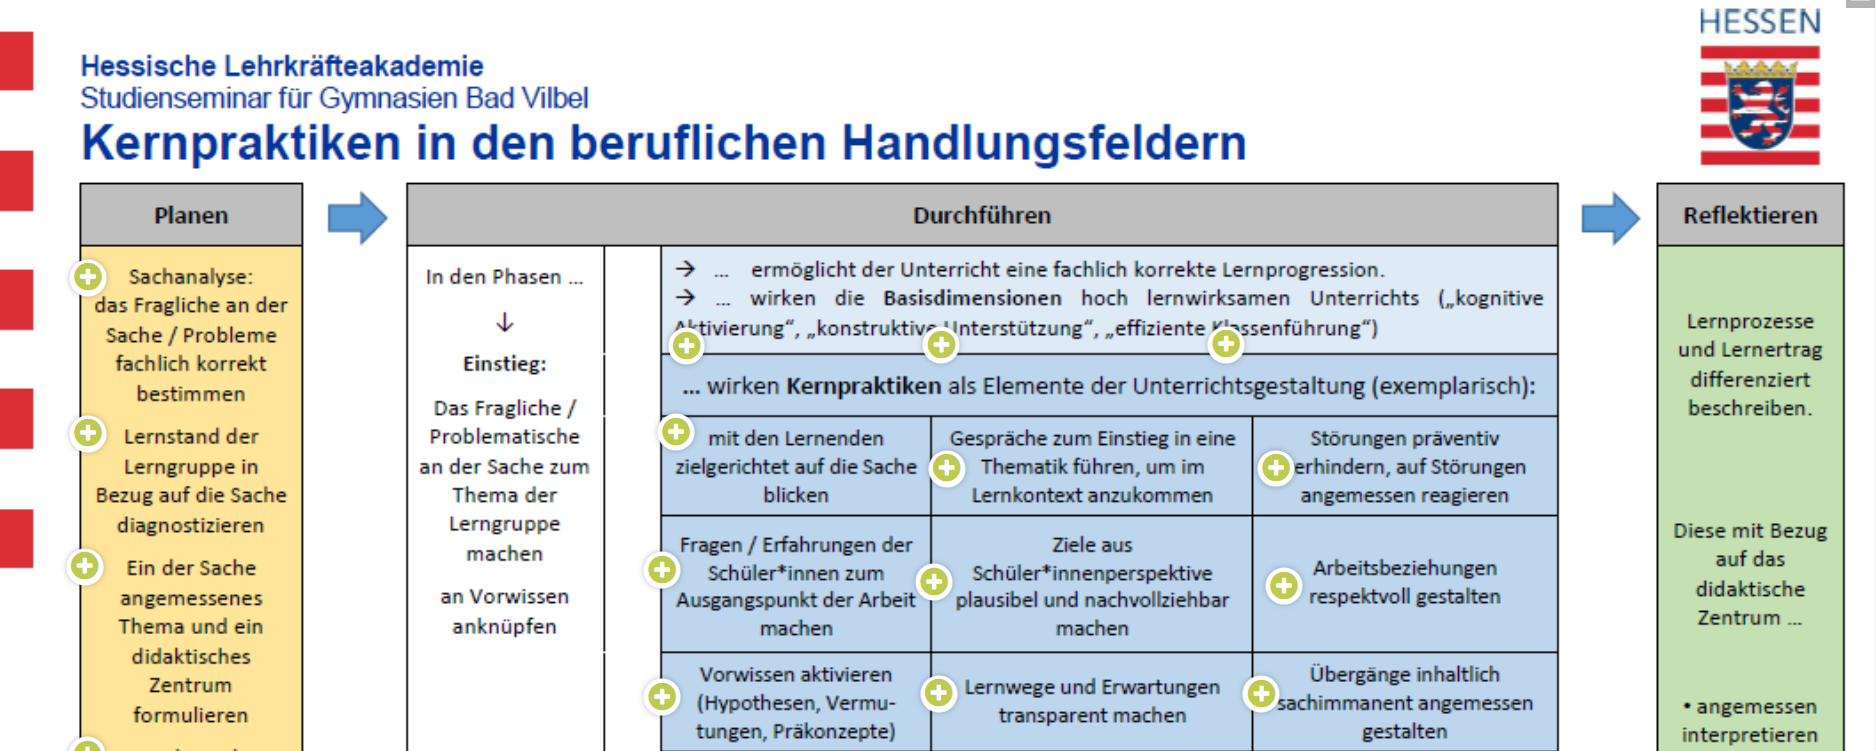 HESSEN
Hessische Lehrkräfteakademie
Studienseminar für Gymnasien Bad Vilbel
Kernpraktiken in den beruflichen Handlungsfeldern
Planen
Sachanalyse:
das Fragliche an der
Sache / Probleme
fachlich korrekt
bestimmen
Lernstand der
Lerngruppe in
Bezug auf die Sache
diagnostizieren
Ein der Sache
angemessenes
Thema und ein
didaktisches
Zentrum
formulieren
Durchführen
In den Phasen ...
↓
Einstieg:
Das Fragliche /
Problematische
an der Sache zum
Thema der
Lerngruppe
machen
an Vorwissen
anknüpfen
→ ... ermöglicht der Unterricht eine fachlich korrekte Lernprogression.
→ ... wirken die Basisdimensionen hoch lernwirksamen Unterrichts („kognitive
Aktivierung“, „konstruktive Unterstützung“, „effiziente Klassenführung“)
... wirken Kernpraktiken als Elemente der Unterrichtsgestaltung (exemplarisch):
mit den Lernenden
zielgerichtet auf die Sache
blicken
Gespräche zum Einstieg in eine
Thematik führen, um im
Lernkontext anzukommen
Störungen präventiv
erhindern, auf Störungen
angemessen reagieren
Fragen / Erfahrungen der
Schüler*innen zum
Ausgangspunkt der Arbeit
machen
Ziele aus
Schüler*innenperspektive
plausibel und nachvollziehbar
machen
Arbeitsbeziehungen
respektvoll gestalten
Vorwissen aktivieren
(Hypothesen, Vermu-
tungen, Präkonzepte)
Lernwege und Erwartungen
transparent machen
Übergänge inhaltlich
sachimmanent angemessen
gestalten
Reflektieren
Lernprozesse
und Lernertrag
differenziert
beschreiben.
Diese mit Bezug
auf das
didaktische
Zentrum ...
• angemessen
interpretieren